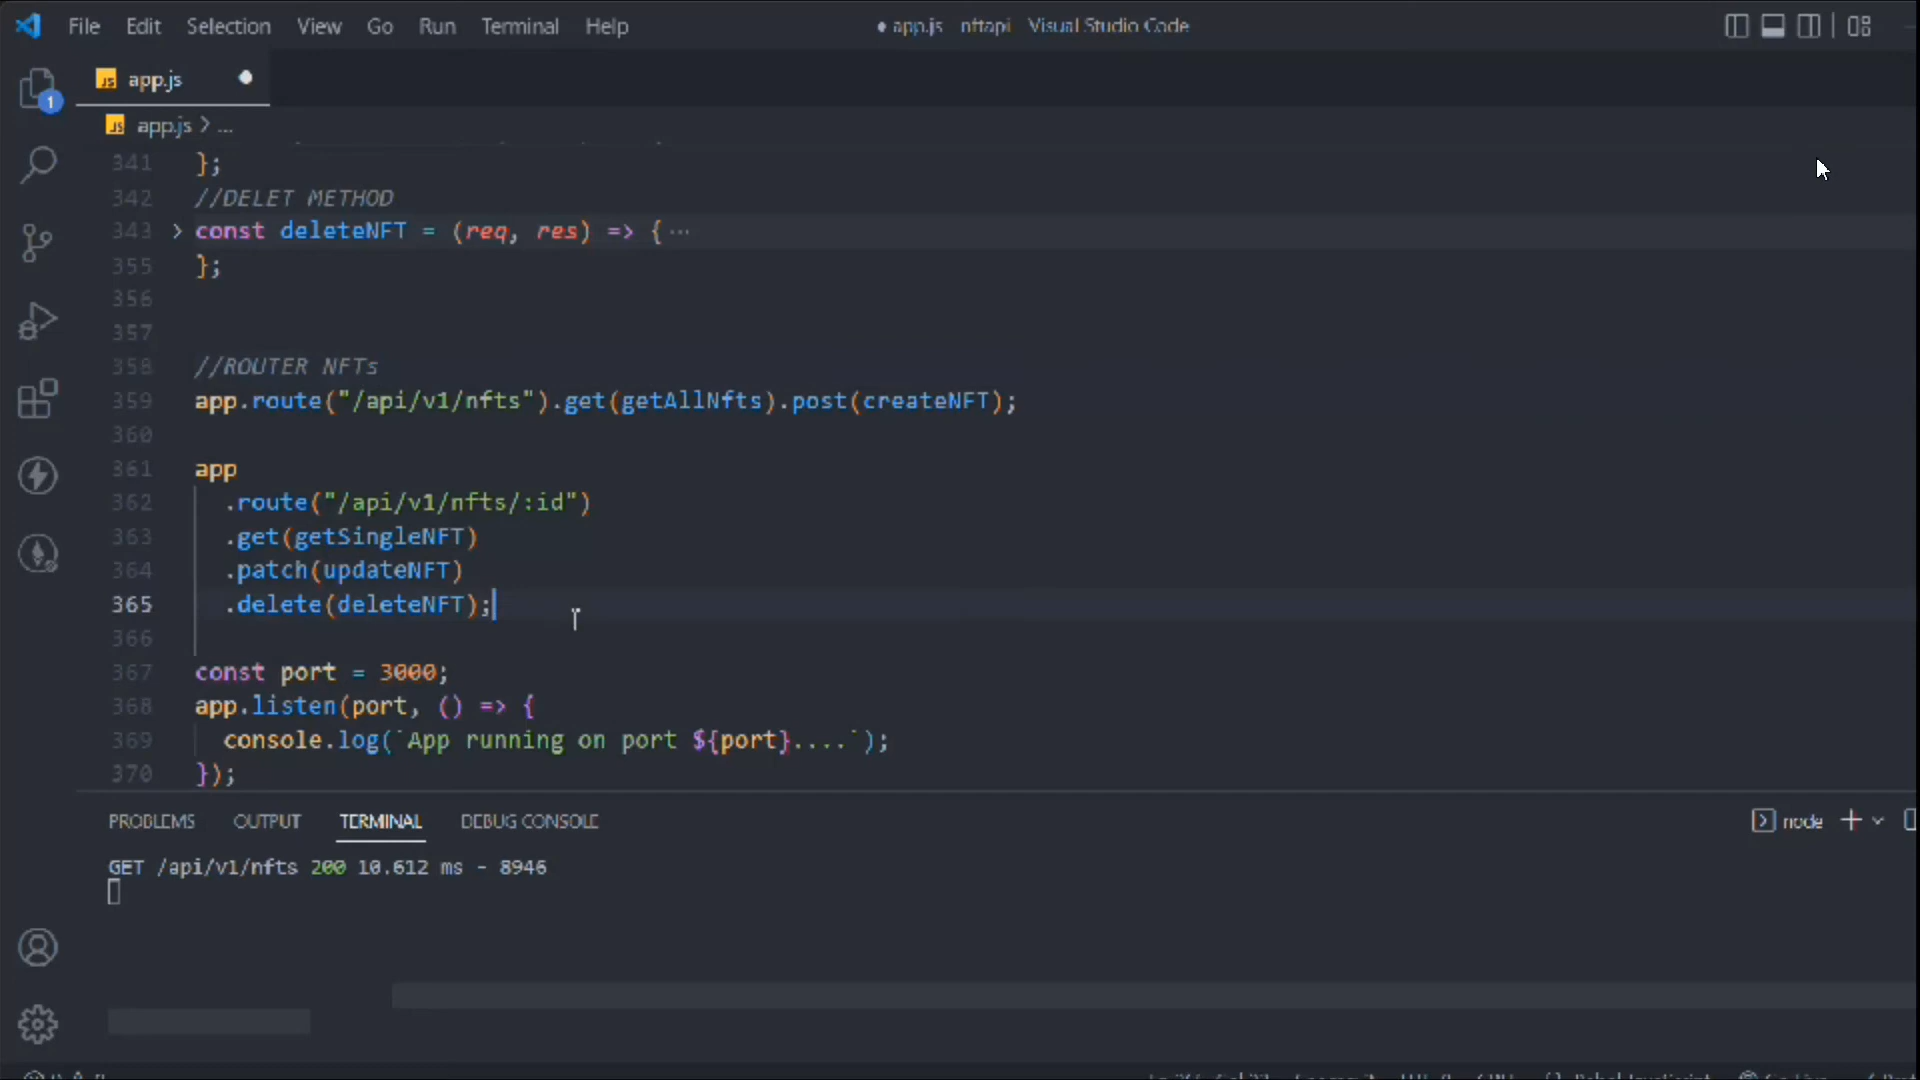 File Edit Selection View Go Run Terminal Help ● app.js nftapi Visual Studio Code
JS app.js ●
1
JS app.js > ...
341 };
342 //DELET METHOD
343 > const deleteNFT = (req, res) => { ...
355 };
356
357
358 //ROUTER NFTs
359 app.route("/api/v1/nfts").get(getAllNfts).post(createNFT);
360
361 app
362 .route("/api/v1/nfts/:id")
363 .get(getSingleNFT)
364 .patch(updateNFT)
365 .delete(deleteNFT);
366
367 const port = 3000;
368 app.listen(port, () => {
369 console.log(`App running on port ${port}....`);
370 });
PROBLEMS OUTPUT TERMINAL DEBUG CONSOLE node
GET /api/v1/nfts 200 10.612 ms - 8946